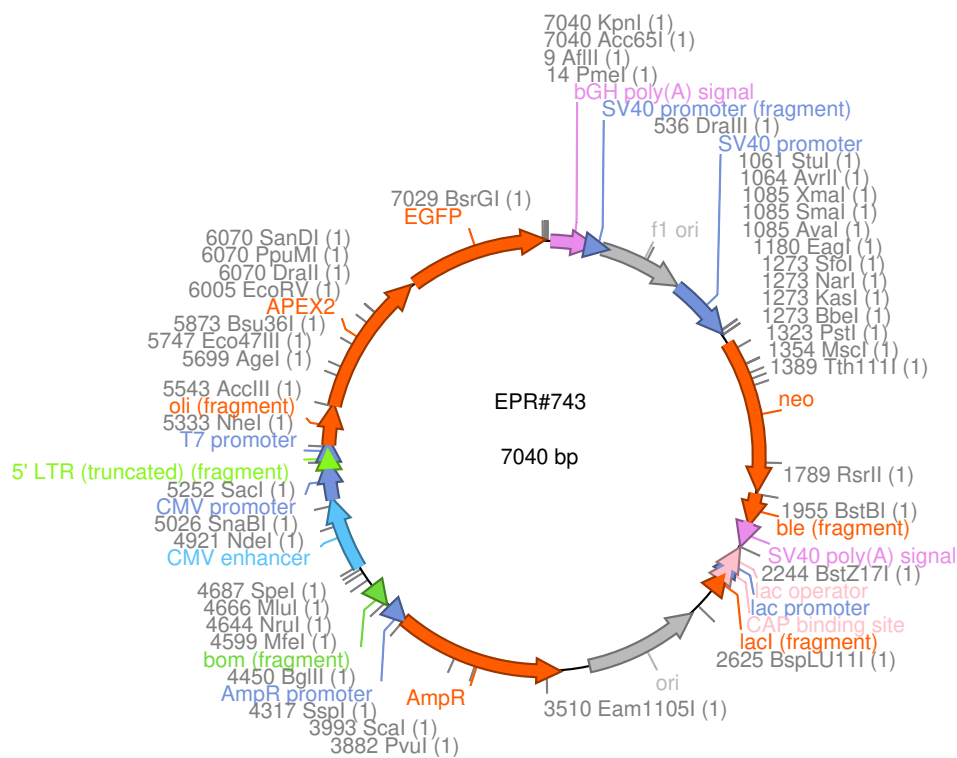 7040 KpnI (1)
7040 Acc65I (1)
9 AflII (1)
14 PmeI (1)
bGH poly(A) signal
SV40 promoter (fragment)
536 DraIII (1)
SV40 promoter
1061 StuI (1)
1064 AvrII (1)
1085 XmaI (1)
1085 SmaI (1)
1085 AvaI (1)
1180 EagI (1)
1273 SfoI (1)
1273 NarI (1)
1273 KasI (1)
1273 BbeI (1)
1323 PstI (1)
1354 MscI (1)
1389 Tth111I (1)
f1 ori
neo
1789 RsrII (1)
1955 BstBI (1)
ble (fragment)
SV40 poly(A) signal
2244 BstZ17I (1)
lac operator
lac promoter
CAP binding site
lacI (fragment)
2625 BspLU11I (1)
ori
3510 Eam1105I (1)
AmpR
3882 PvuI (1)
3993 ScaI (1)
4317 SspI (1)
AmpR promoter
4450 BglII (1)
bom (fragment)
4599 MfeI (1)
4644 NruI (1)
4666 MluI (1)
4687 SpeI (1)
CMV enhancer
4921 NdeI (1)
5026 SnaBI (1)
CMV promoter
5252 SacI (1)
5' LTR (truncated) (fragment)
T7 promoter
5333 NheI (1)
oli (fragment)
5543 AccIII (1)
5699 AgeI (1)
5747 Eco47III (1)
5873 Bsu36I (1)
APEX2
6005 EcoRV (1)
6070 DraII (1)
6070 PpuMI (1)
6070 SanDI (1)
EGFP
7029 BsrGI (1)
EPR#743
7040 bp